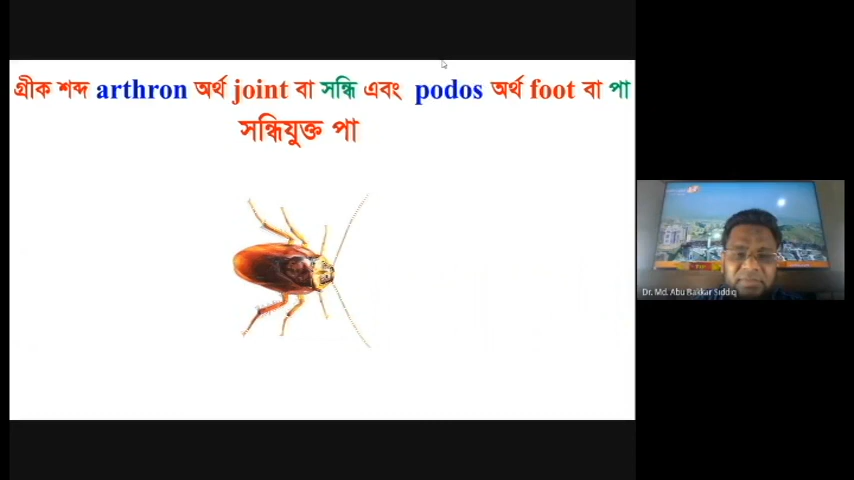 গ্রীক শব্দ arthron অর্থ joint বা সন্ধি এবং podos অর্থ foot বা পা
সন্ধিযুক্ত পা
Dr. Md. Abu Bakkar Siddiq